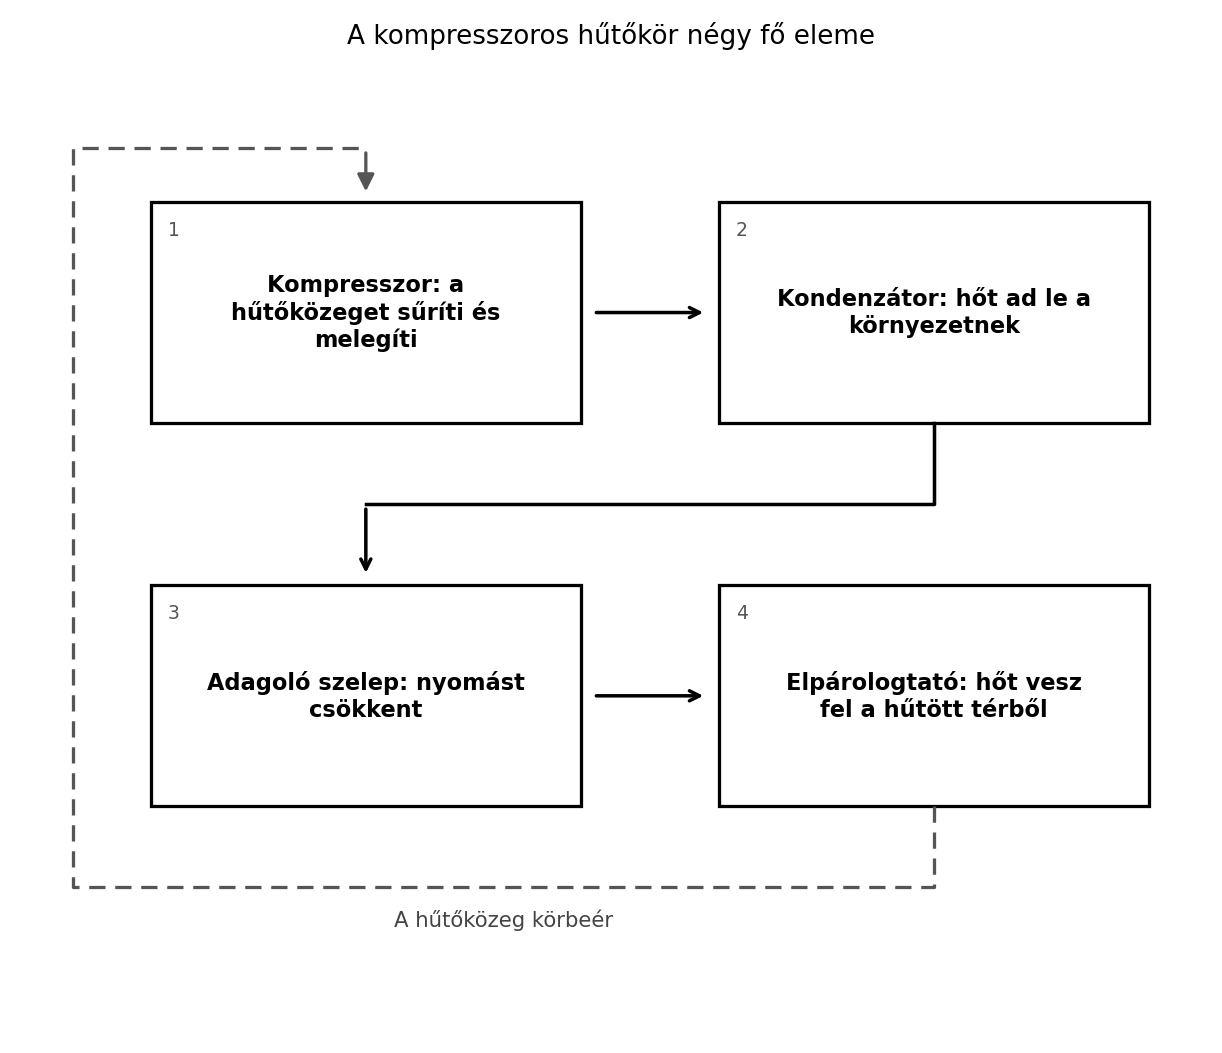 A kompresszoros hűtőkör négy fő eleme
1
Kompresszor: a
hűtőközeget sűríti és
melegíti
2
Kondenzátor: hőt ad le a
környezetnek
3
Adagoló szelep: nyomást
csökkent
4
Elpárologtató: hőt vesz
fel a hűtött térből
A hűtőközeg körbeér